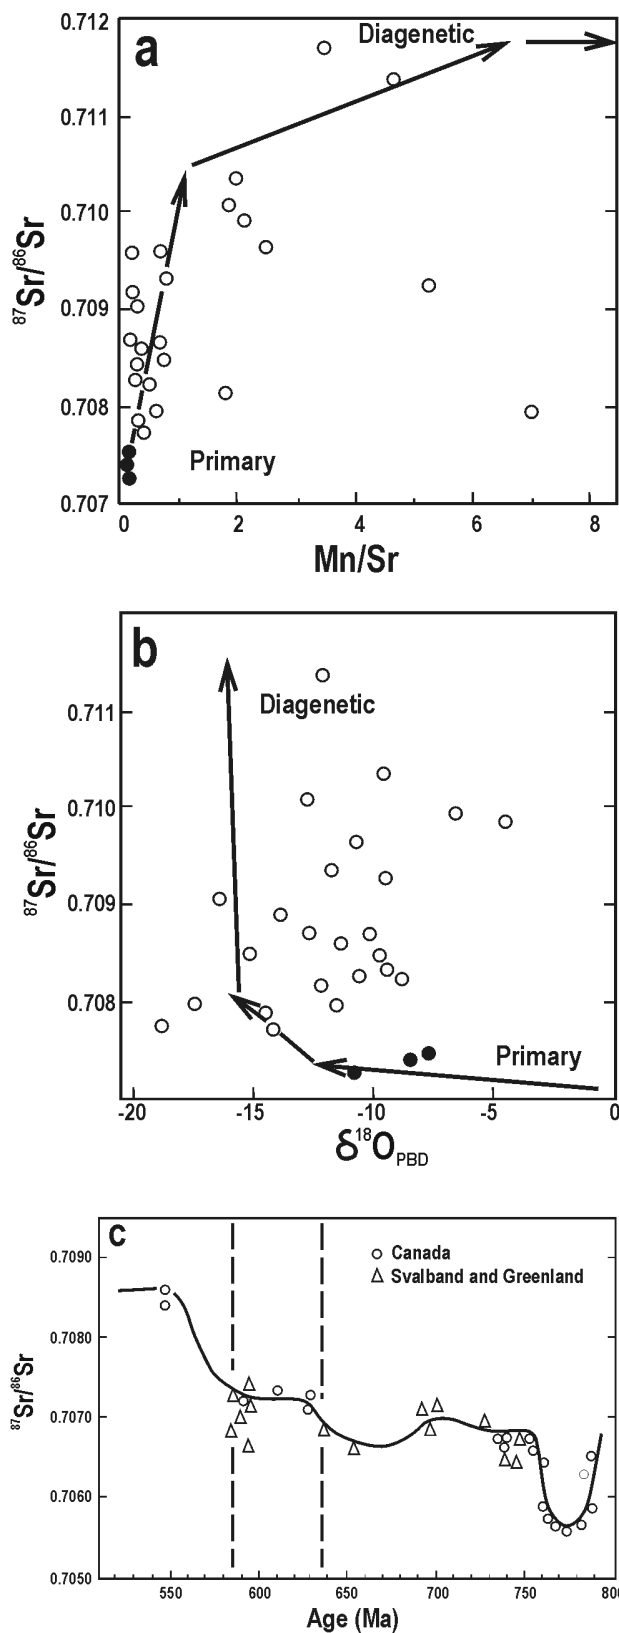 a
Diagenetic
0.712
0.711
0.710
0.709
0.708
0.707
⁸⁷Sr/⁸⁶Sr
Primary
0 2 4 6 8
Mn/Sr
b
Diagenetic
0.711
0.710
0.709
0.708
⁸⁷Sr/⁸⁶Sr
Primary
-20 -15 -10 -5 0
δ¹⁸O PBD
c
Canada
Svalband and Greenland
0.7090
0.7080
0.7070
0.7060
0.7050
⁸⁷Sr/⁸⁶Sr
550 600 650 700 750 800
Age (Ma)